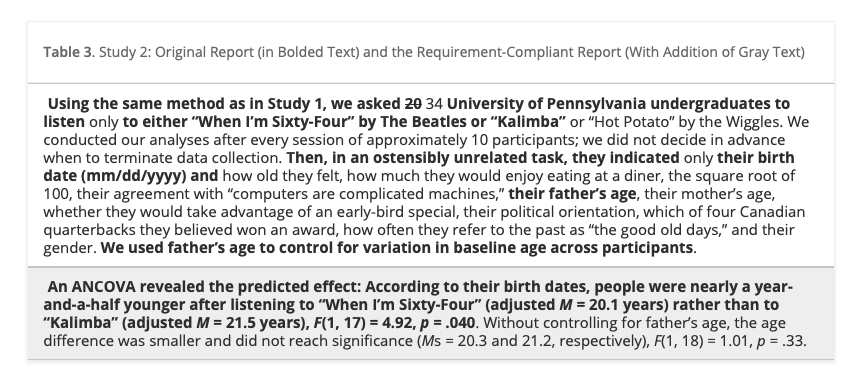 Table 3. Study 2: Original Report (in Bolded Text) and the Requirement-Compliant Report (With Addition of Gray Text)
Using the same method as in Study 1, we asked 20 34 University of Pennsylvania undergraduates to
listen only to either “When I’m Sixty-Four” by The Beatles or “Kalimba” or “Hot Potato” by the Wiggles. We
conducted our analyses after every session of approximately 10 participants; we did not decide in advance
when to terminate data collection. Then, in an ostensibly unrelated task, they indicated only their birth
date (mm/dd/yyyy) and how old they felt, how much they would enjoy eating at a diner, the square root of
100, their agreement with “computers are complicated machines,” their father’s age, their mother’s age,
whether they would take advantage of an early-bird special, their political orientation, which of four Canadian
quarterbacks they believed won an award, how often they refer to the past as “the good old days,” and their
gender. We used father’s age to control for variation in baseline age across participants.
An ANCOVA revealed the predicted effect: According to their birth dates, people were nearly a year-
and-a-half younger after listening to “When I’m Sixty-Four” (adjusted M = 20.1 years) rather than to
“Kalimba” (adjusted M = 21.5 years), F(1, 17) = 4.92, p = .040. Without controlling for father’s age, the age
difference was smaller and did not reach significance (Ms = 20.3 and 21.2, respectively), F(1, 18) = 1.01, p = .33.